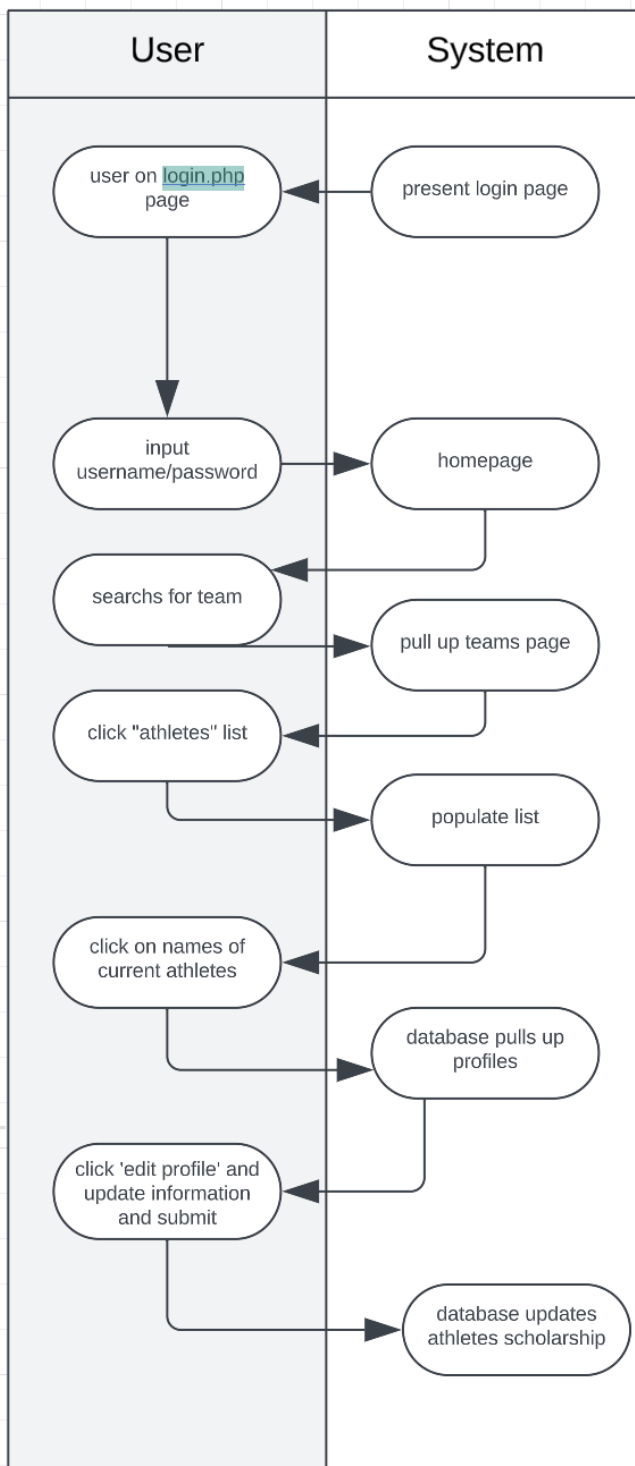 User
System
user on login.php
page
present login page
input
username/password
homepage
searchs for team
pull up teams page
click "athletes" list
populate list
click on names of
current athletes
database pulls up
profiles
click 'edit profile' and
update information
and submit
database updates
athletes scholarship